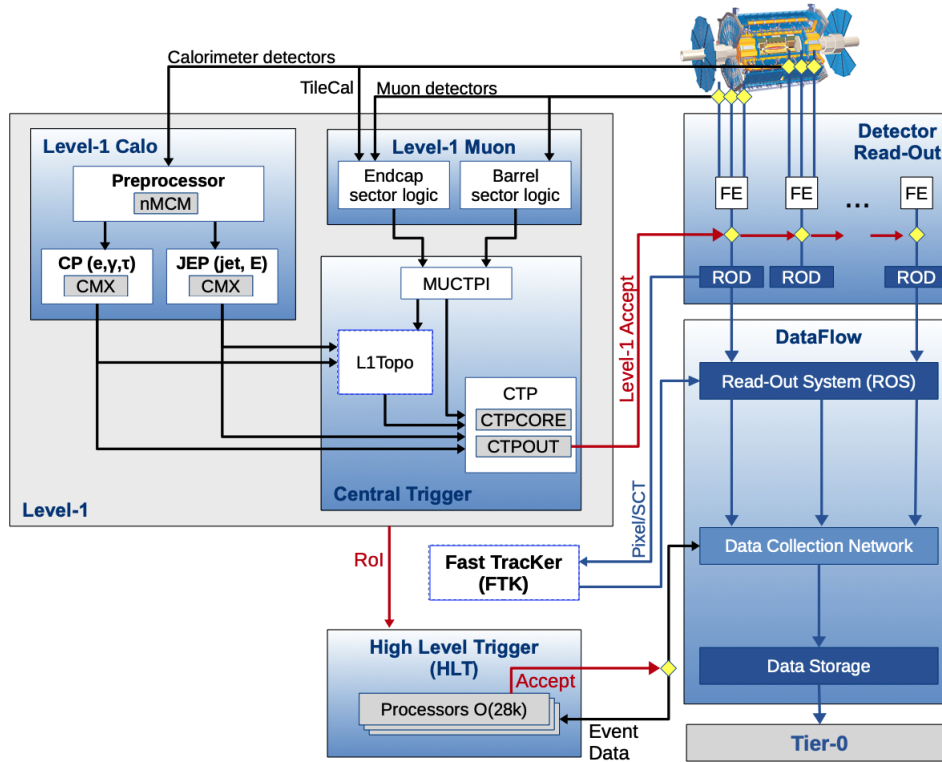 Calorimeter detectors
TileCal
Muon detectors
Level-1 Calo
Preprocessor
nMCM
CP (e,γ,τ)
CMX
JEP (jet, E)
CMX
Level-1 Muon
Endcap
sector logic
Barrel
sector logic
MUCTPI
L1Topo
CTP
CTPCORE
CTPOUT
Central Trigger
Level-1
Level-1 Accept
Detector
Read-Out
FE
FE
...
FE
ROD
ROD
ROD
DataFlow
Read-Out System (ROS)
Data Collection Network
Data Storage
Tier-0
Pixel/SCT
Fast TracKer
(FTK)
RoI
High Level Trigger
(HLT)
Accept
Processors O(28k)
Event
Data